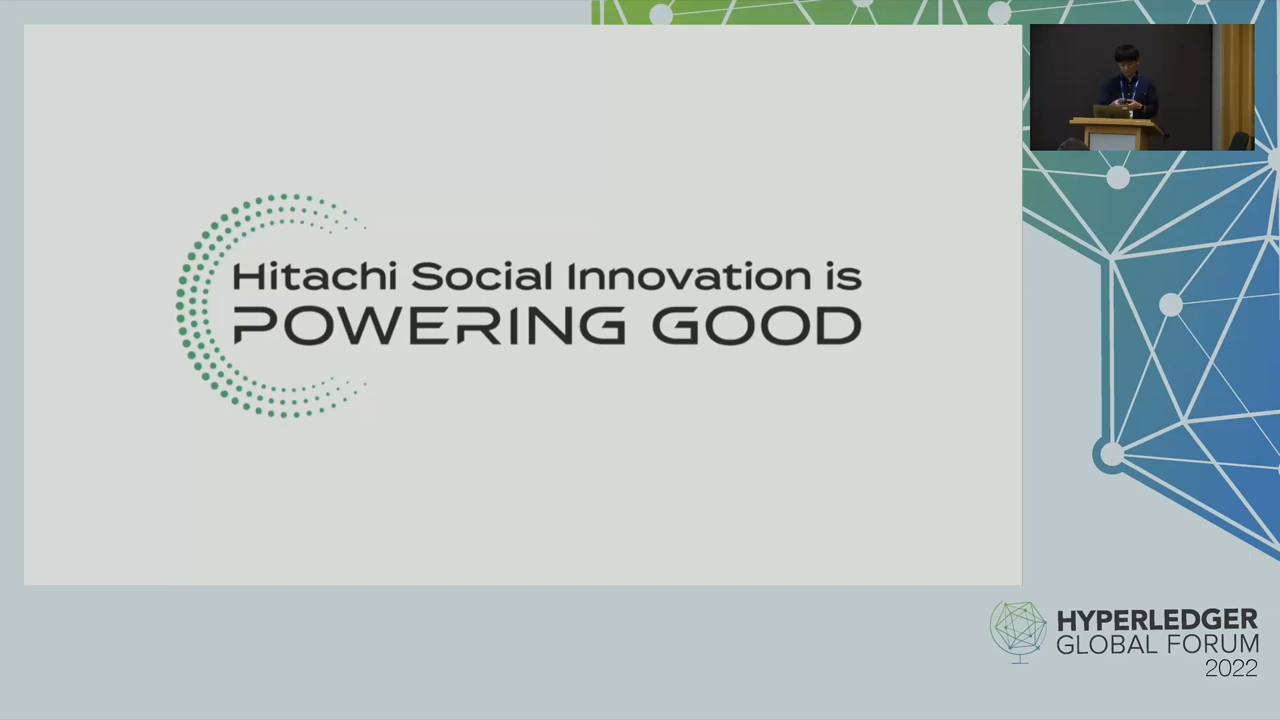 Hitachi Social Innovation is
POWERING GOOD
HYPERLEDGER
GLOBAL FORUM
2022